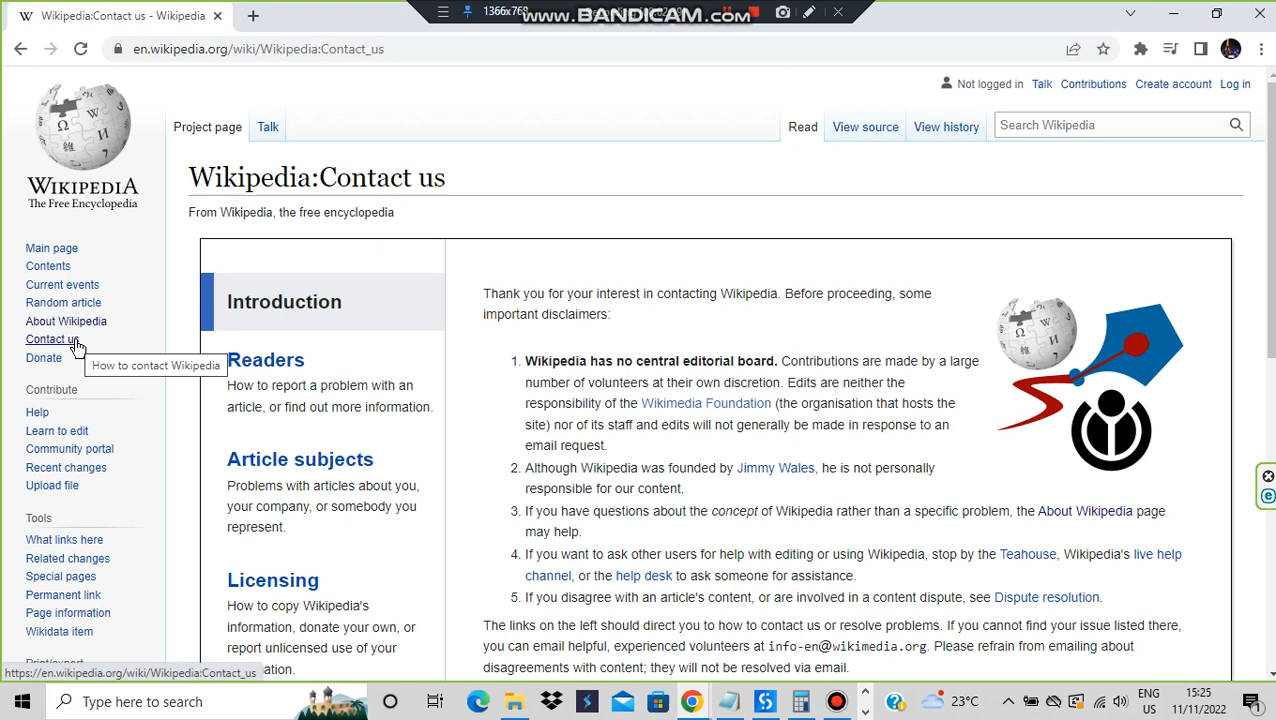 Wikipedia:Contact us - Wikipedia
1366x768
www.BANDICAM.com
en.wikipedia.org/wiki/Wikipedia:Contact_us
Not logged in Talk Contributions Create account Log in
Project page Talk Read View source View history Search Wikipedia
WIKIPEDIA
The Free Encyclopedia
Wikipedia:Contact us
From Wikipedia, the free encyclopedia
Main page
Contents
Current events
Random article
About Wikipedia
Contact us
How to contact Wikipedia
Donate
Contribute
Help
Learn to edit
Community portal
Recent changes
Upload file
Tools
What links here
Related changes
Special pages
Permanent link
Page information
Wikidata item
Print/export
Introduction
Readers
How to report a problem with an
article, or find out more information.
Article subjects
Problems with articles about you,
your company, or somebody you
represent.
Licensing
How to copy Wikipedia's
information, donate your own, or
report unlicensed use of your
Thank you for your interest in contacting Wikipedia. Before proceeding, some
important disclaimers:
1. Wikipedia has no central editorial board. Contributions are made by a large
number of volunteers at their own discretion. Edits are neither the
responsibility of the Wikimedia Foundation (the organisation that hosts the
site) nor of its staff and edits will not generally be made in response to an
email request.
2. Although Wikipedia was founded by Jimmy Wales, he is not personally
responsible for our content.
3. If you have questions about the concept of Wikipedia rather than a specific problem, the About Wikipedia page
may help.
4. If you want to ask other users for help with editing or using Wikipedia, stop by the Teahouse, Wikipedia's live help
channel, or the help desk to ask someone for assistance.
5. If you disagree with an article's content, or are involved in a content dispute, see Dispute resolution.
The links on the left should direct you to how to contact us or resolve problems. If you cannot find your issue listed there,
you can email helpful, experienced volunteers at info-en@wikimedia.org. Please refrain from emailing about
disagreements with content; they will not be resolved via email.
https://en.wikipedia.org/wiki/Wikipedia:Contact_us
Type here to search
23°C
ENG
US
15:25
11/11/2022